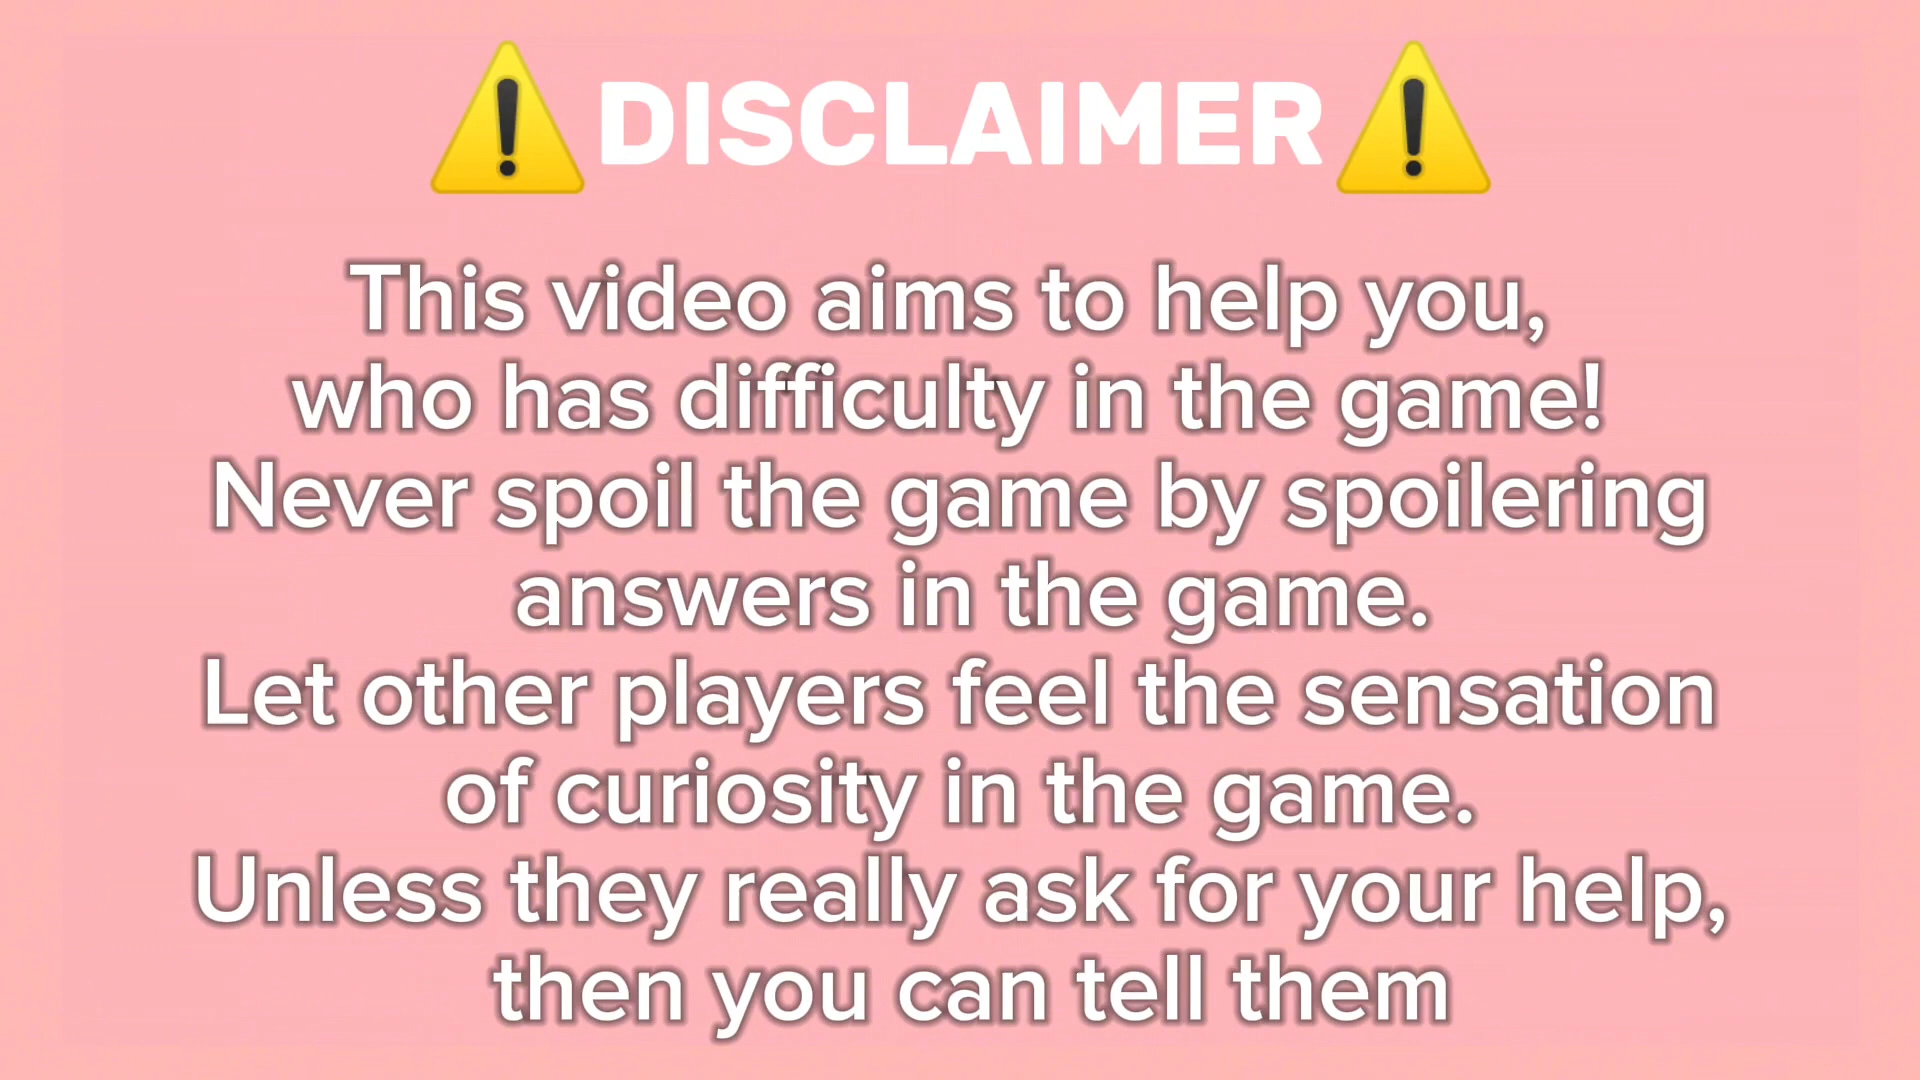 ⚠️DISCLAIMER⚠️
This video aims to help you,
who has difficulty in the game!
Never spoil the game by spoilering
answers in the game.
Let other players feel the sensation
of curiosity in the game.
Unless they really ask for your help,
then you can tell them